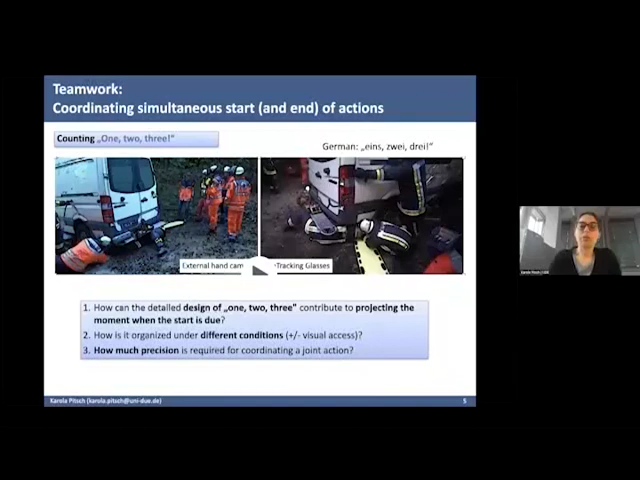 Teamwork:
Coordinating simultaneous start (and end) of actions
Counting „One, two, three!“
German: „eins, zwei, drei!“
External hand cam
Tracking Glasses
1. How can the detailed design of „one, two, three“ contribute to projecting the
moment when the start is due?
2. How is it organized under different conditions (+/- visual access)?
3. How much precision is required for coordinating a joint action?
Karola Pitsch (karola.pitsch@uni-due.de)
5
Karola Pitsch